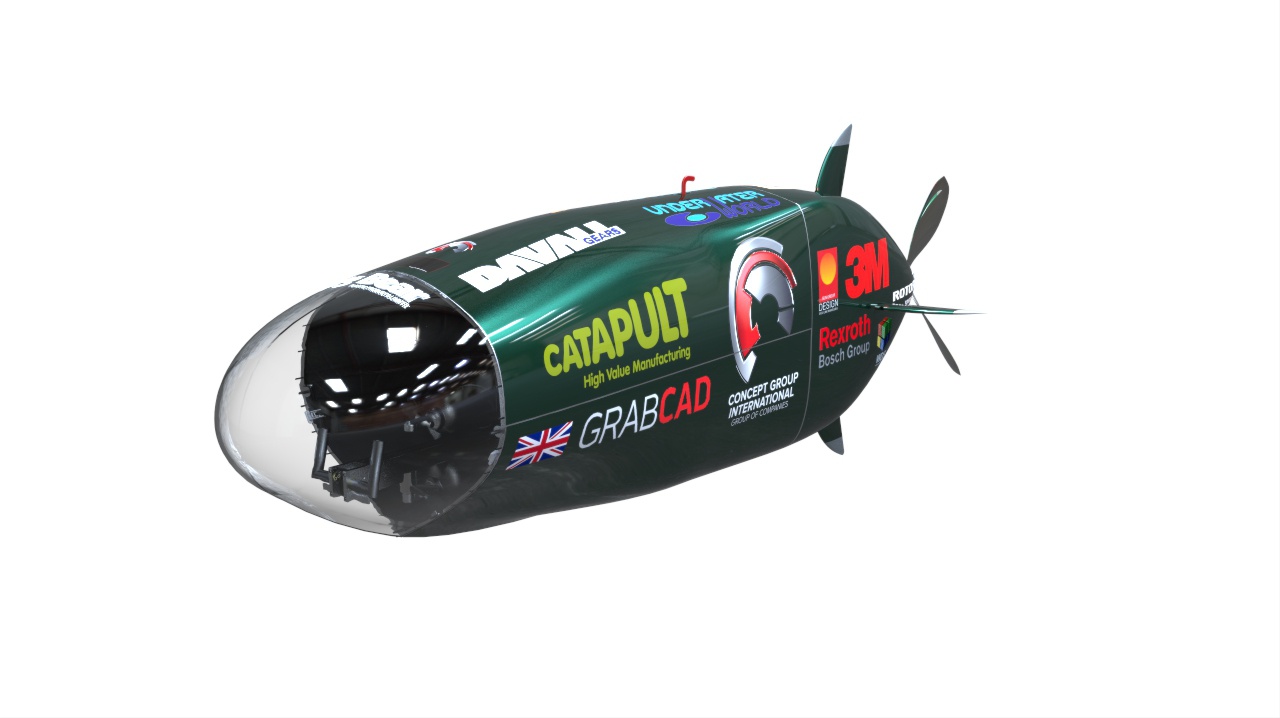 UNDERWATER
WORLD
DAVALL
GEARS
CATAPULT
High Value Manufacturing
GRABCAD
CONCEPT GROUP
INTERNATIONAL
GROUP OF COMPANIES
3M
DESIGN
Rexroth
Bosch Group